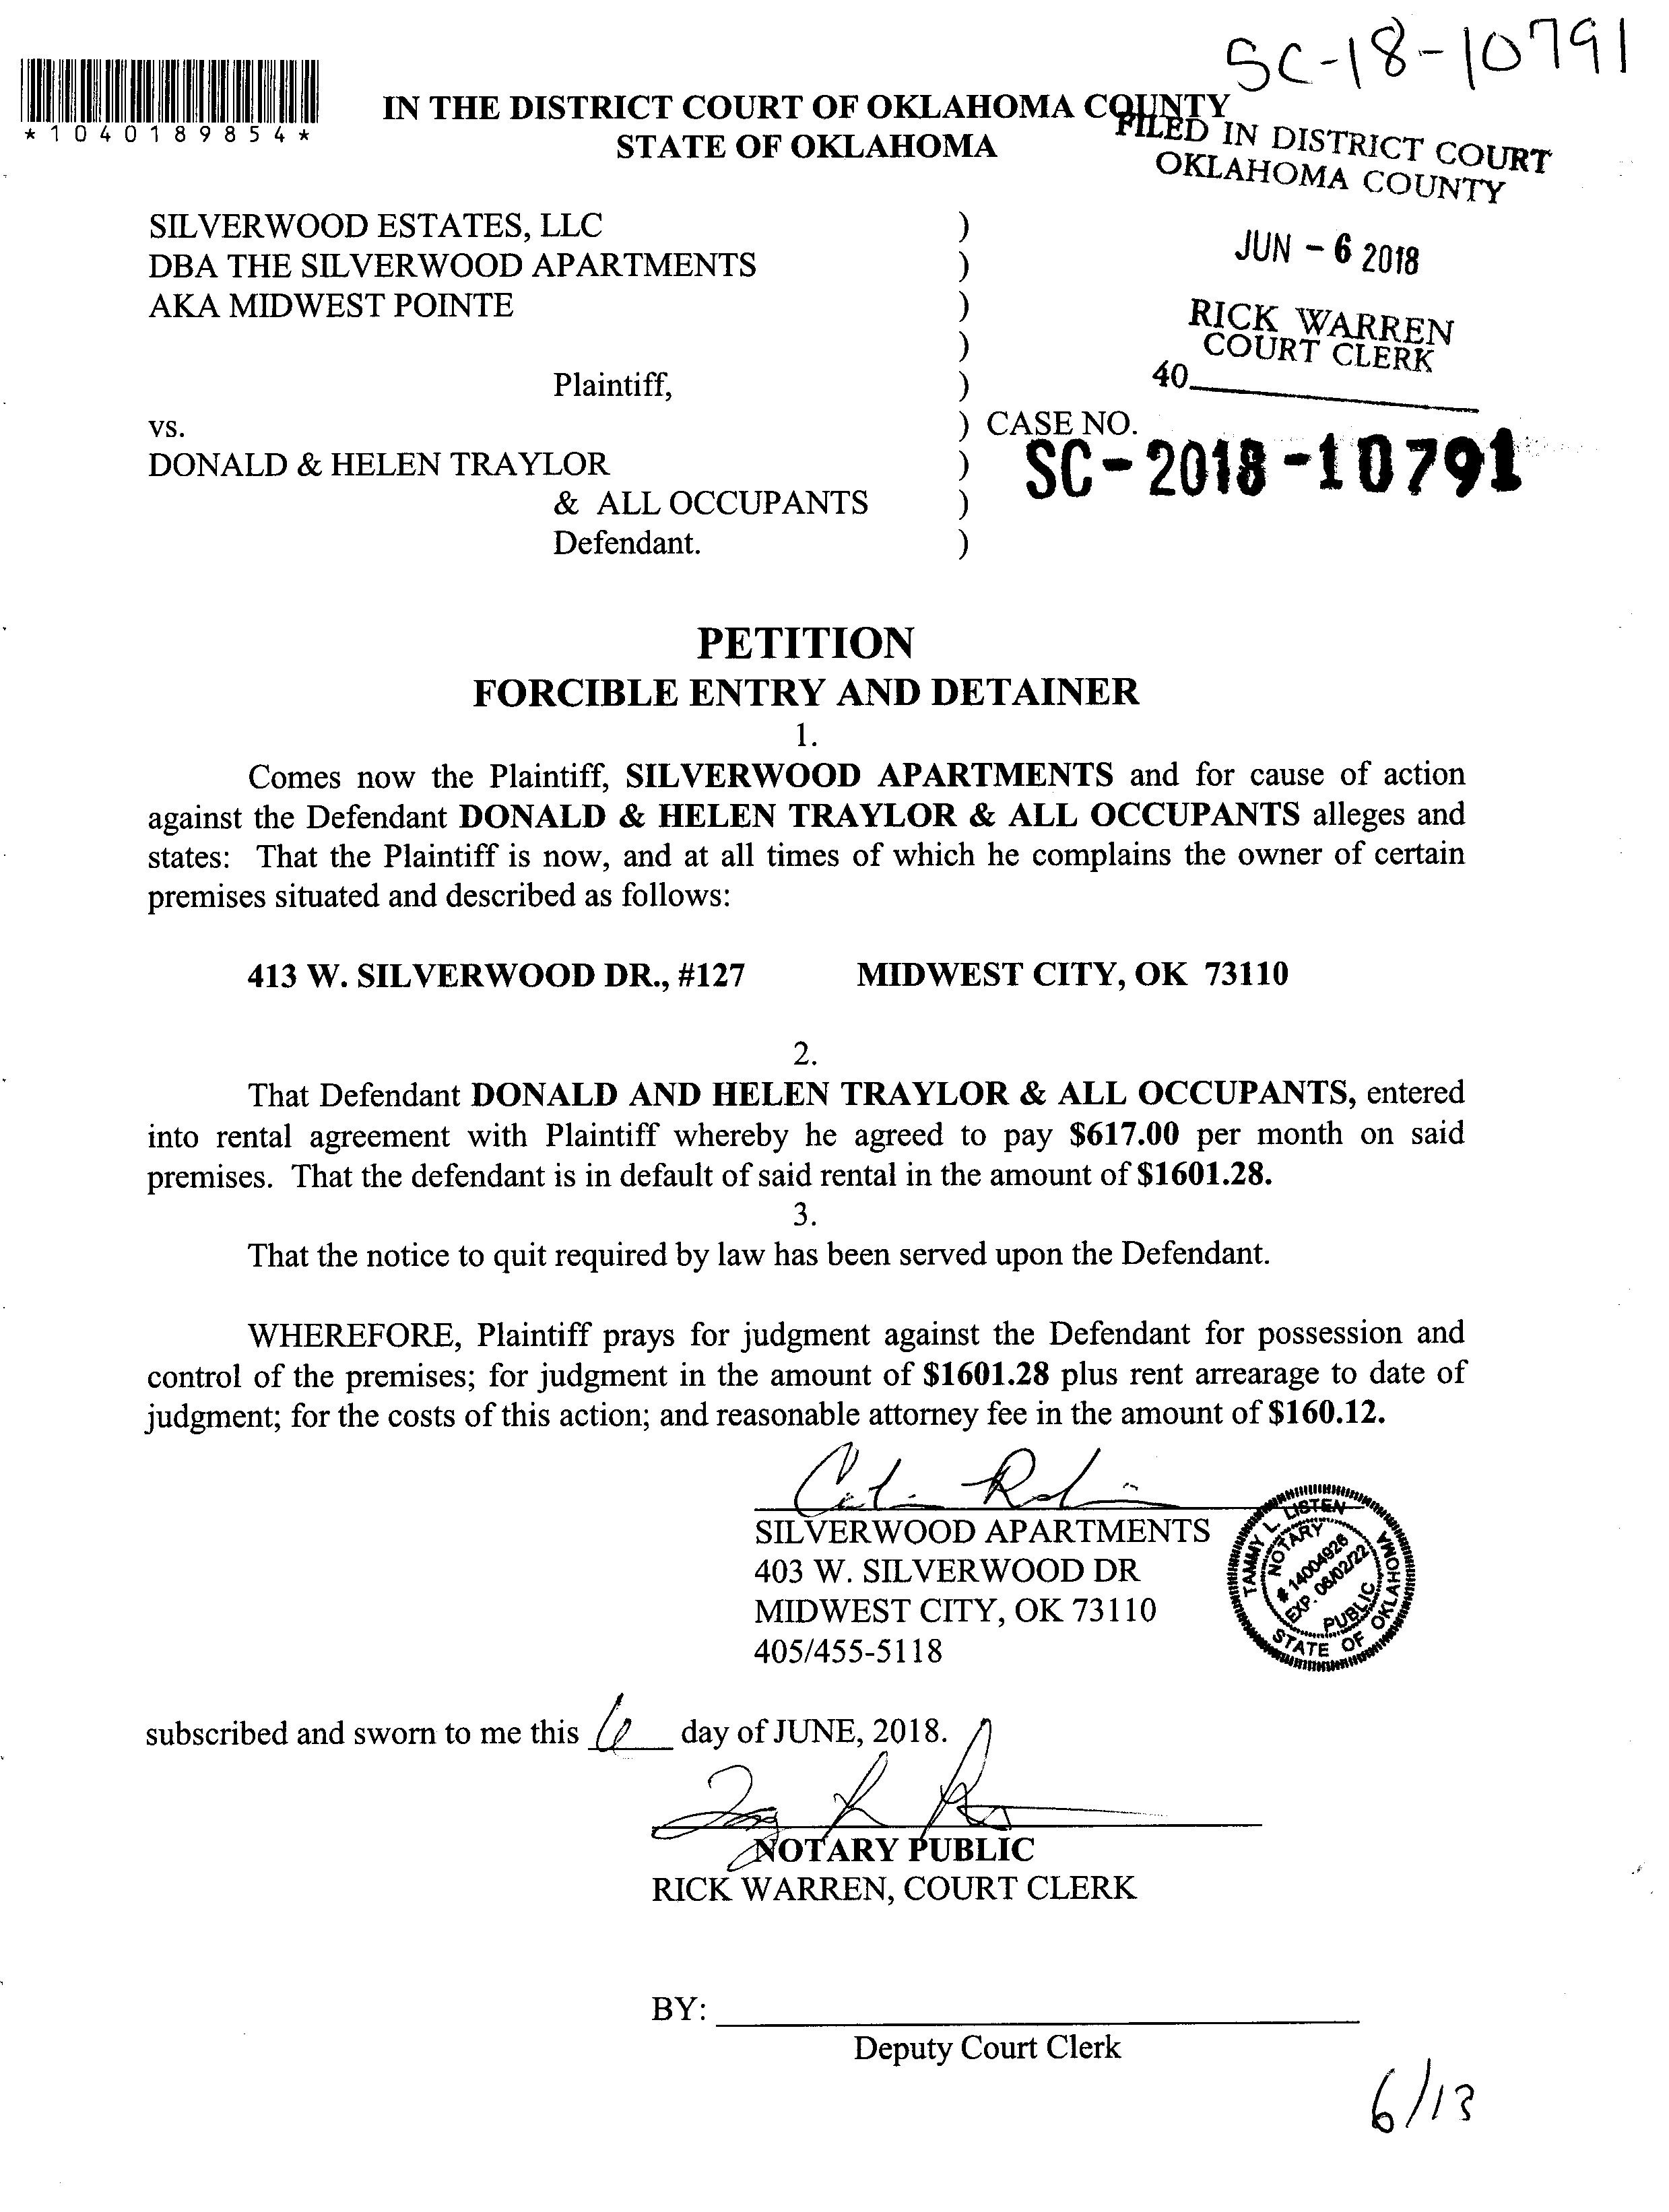 SC-18-10791
*1040189854*
IN THE DISTRICT COURT OF OKLAHOMA COUNTY
STATE OF OKLAHOMA
FILED IN DISTRICT COURT
OKLAHOMA COUNTY
JUN - 6 2018
RICK WARREN
COURT CLERK
40
SILVERWOOD ESTATES, LLC )
DBA THE SILVERWOOD APARTMENTS )
AKA MIDWEST POINTE )
)
Plaintiff, )
vs. ) CASE NO.
SC-2018-10791
DONALD & HELEN TRAYLOR )
& ALL OCCUPANTS )
Defendant. )
PETITION
FORCIBLE ENTRY AND DETAINER
1.
Comes now the Plaintiff, SILVERWOOD APARTMENTS and for cause of action
against the Defendant DONALD & HELEN TRAYLOR & ALL OCCUPANTS alleges and
states: That the Plaintiff is now, and at all times of which he complains the owner of certain
premises situated and described as follows:
413 W. SILVERWOOD DR., #127 MIDWEST CITY, OK 73110
2.
That Defendant DONALD AND HELEN TRAYLOR & ALL OCCUPANTS, entered
into rental agreement with Plaintiff whereby he agreed to pay $617.00 per month on said
premises. That the defendant is in default of said rental in the amount of $1601.28.
3.
That the notice to quit required by law has been served upon the Defendant.
WHEREFORE, Plaintiff prays for judgment against the Defendant for possession and
control of the premises; for judgment in the amount of $1601.28 plus rent arrearage to date of
judgment; for the costs of this action; and reasonable attorney fee in the amount of $160.12.
SILVERWOOD APARTMENTS
403 W. SILVERWOOD DR
MIDWEST CITY, OK 73110
405/455-5118
TAMMY L. LISTEN
NOTARY
# 14004926
EXP. 06/02/22
PUBLIC
STATE OF OKLAHOMA
subscribed and sworn to me this 6 day of JUNE, 2018.
NOTARY PUBLIC
RICK WARREN, COURT CLERK
BY:
Deputy Court Clerk
6/13